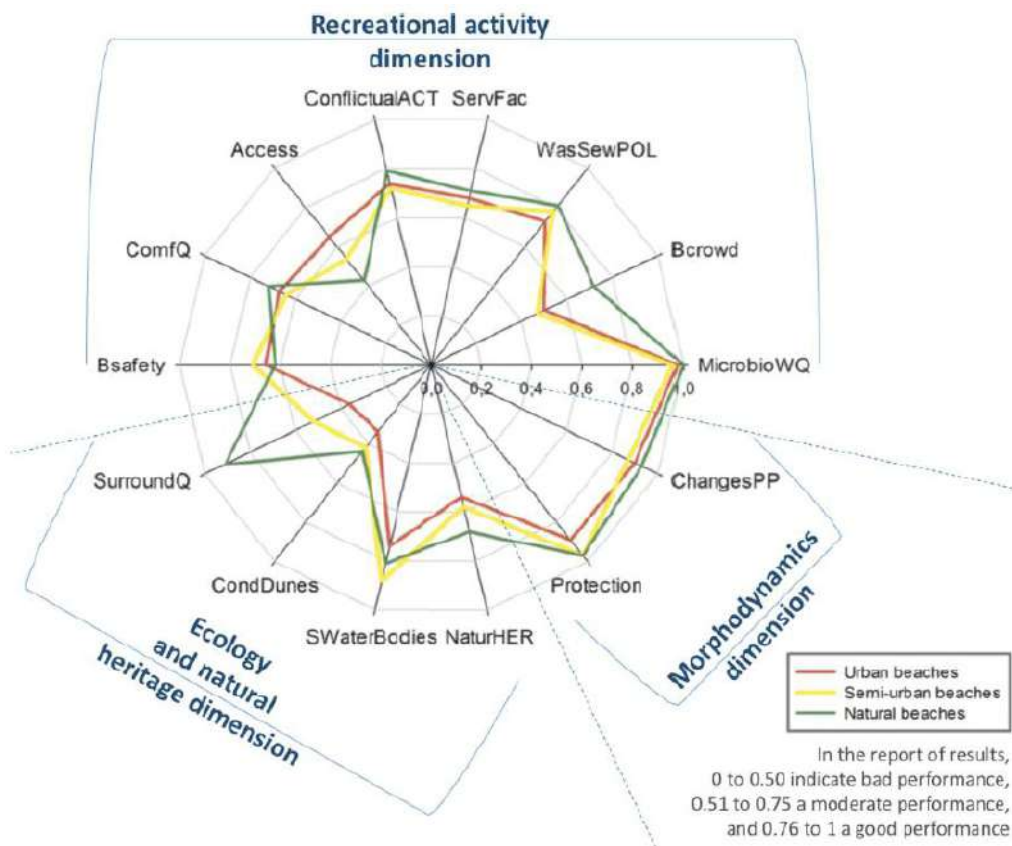 Recreational activity
dimension
ConflictualACT
ServFac
Access
WasSewPOL
ComfQ
Bcrowd
Bsafety
0,0
0,2
0,4
0,6
0,8
1,0
MicrobioWQ
SurroundQ
ChangesPP
CondDunes
Protection
SWaterBodies
NaturHER
Ecology
and natural
heritage dimension
Morphodynamics
dimension
Urban beaches
Semi-urban beaches
Natural beaches
In the report of results,
0 to 0.50 indicate bad performance,
0.51 to 0.75 a moderate performance,
and 0.76 to 1 a good performance